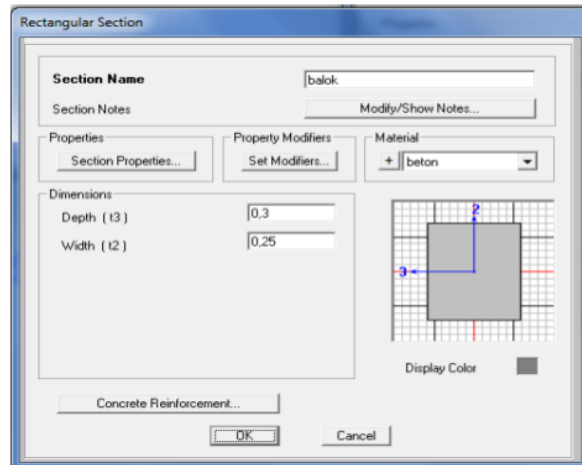 Rectangular Section
Section Name
balok
Section Notes
Modify/Show Notes...
Properties
Section Properties...
Property Modifiers
Set Modifiers...
Material
+ beton
Dimensions
Depth ( t3 )
0,3
Width ( t2 )
0,25
2
3
Display Color
Concrete Reinforcement...
OK
Cancel